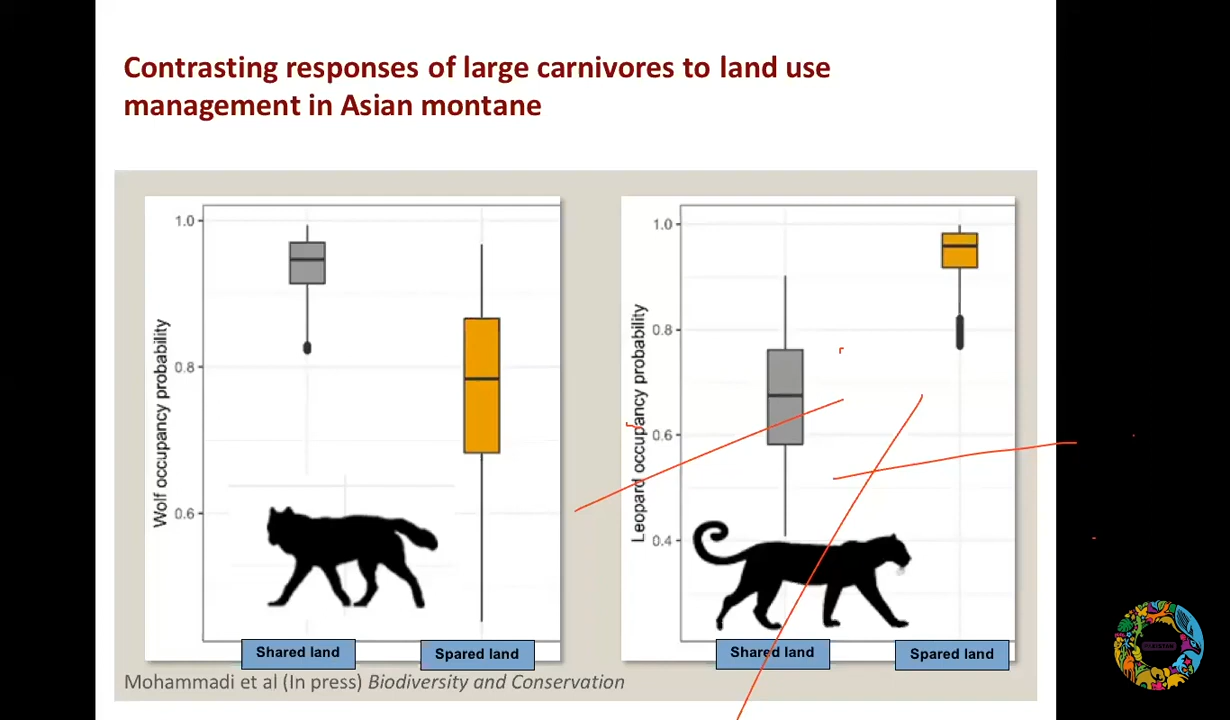 Contrasting responses of large carnivores to land use
management in Asian montane
Wolf occupancy probability
1.0
0.8
0.6
Shared land
Spared land
Leopard occupancy probability
1.0
0.8
0.6
0.4
Shared land
Spared land
Mohammadi et al (In press) Biodiversity and Conservation